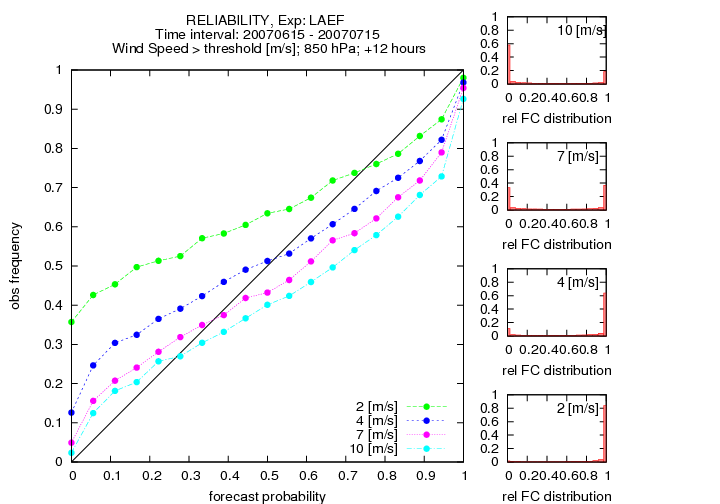 RELIABILITY, Exp: LAEF
Time interval: 20070615 - 20070715
Wind Speed > threshold [m/s]; 850 hPa; +12 hours
1
0.9
0.8
0.7
0.6
0.5
0.4
0.3
0.2
0.1
0
obs frequency
0 0.1 0.2 0.3 0.4 0.5 0.6 0.7 0.8 0.9 1
forecast probability
2 [m/s]
4 [m/s]
7 [m/s]
10 [m/s]
10 [m/s]
1
0.8
0.6
0.4
0.2
0
0 0.20.40.60.8 1
rel FC distribution
7 [m/s]
1
0.8
0.6
0.4
0.2
0
0 0.20.40.60.8 1
rel FC distribution
4 [m/s]
1
0.8
0.6
0.4
0.2
0
0 0.20.40.60.8 1
rel FC distribution
2 [m/s]
1
0.8
0.6
0.4
0.2
0
0 0.20.40.60.8 1
rel FC distribution